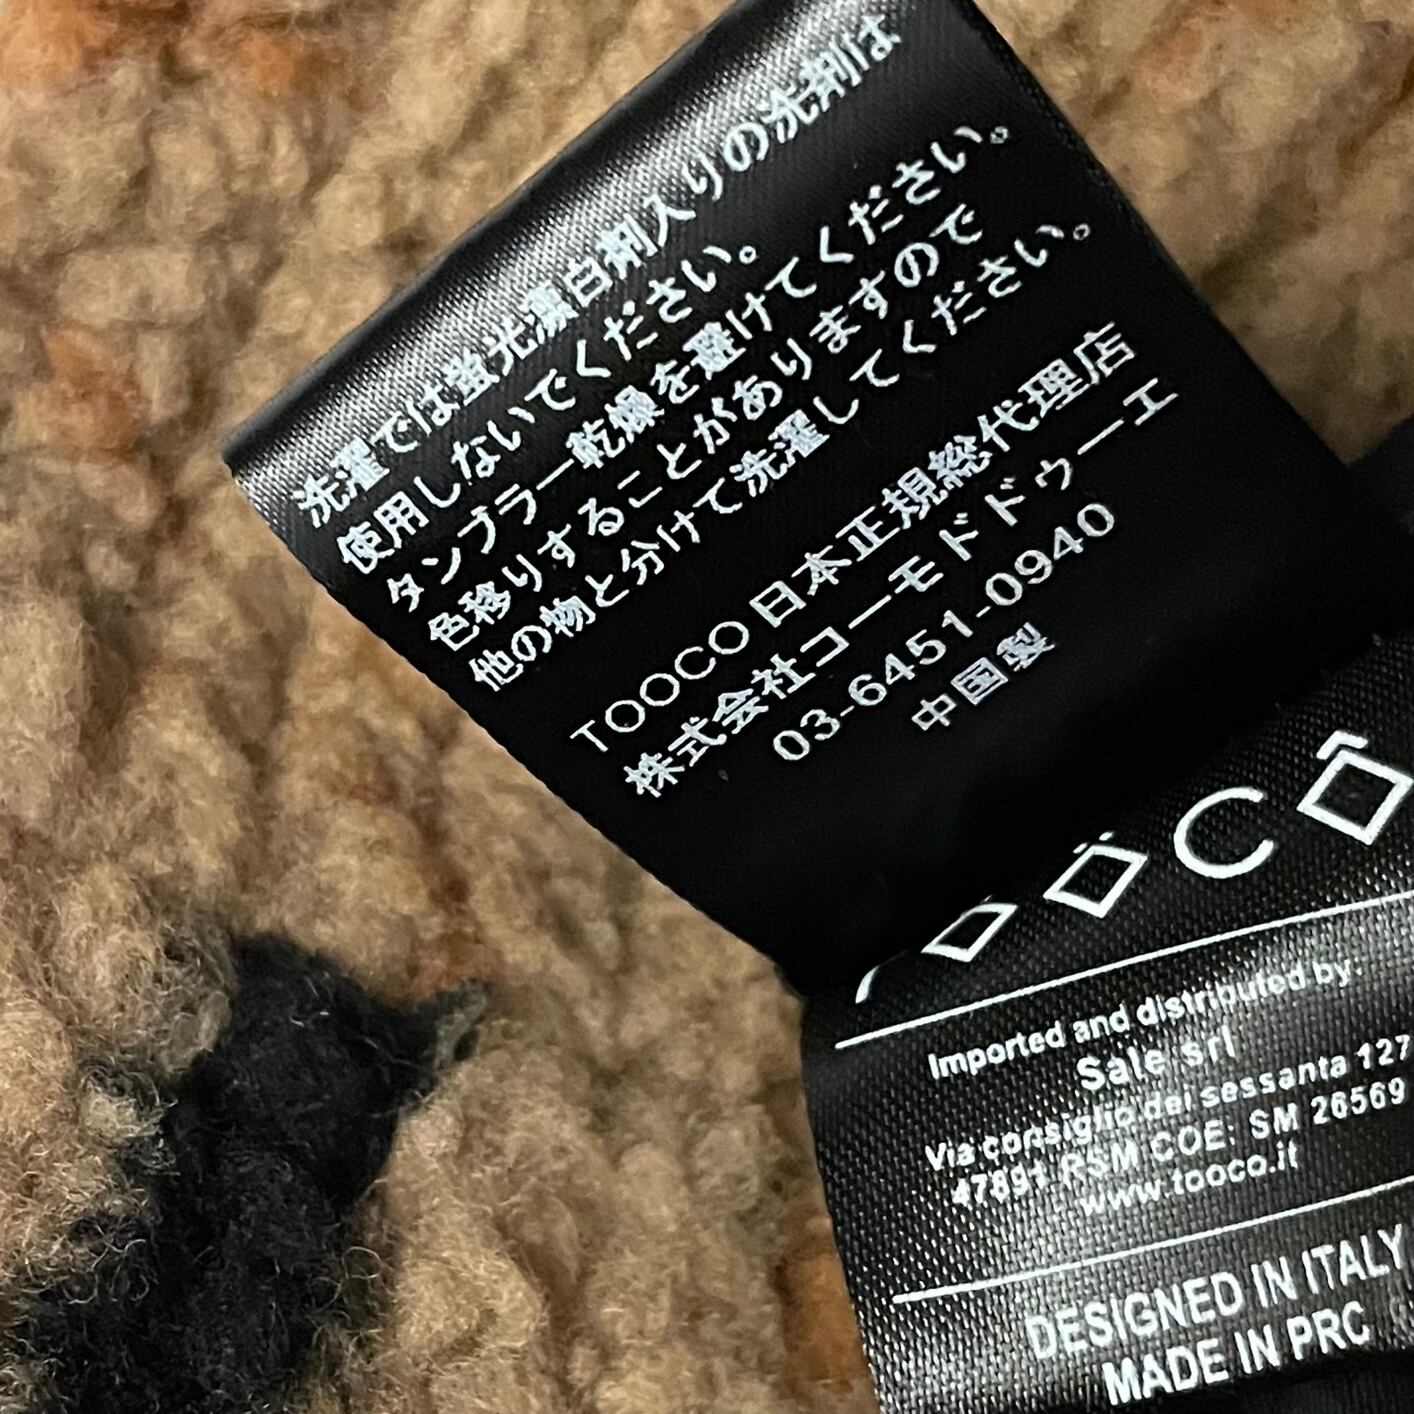 洗濯では蛍光漂白剤入りの洗剤は
使用しないでください。
タンブラー乾燥を避けてください。
色移りすることがありますので
他の物と分けて洗濯してください。
TOOCO 日本正規総代理店
株式会社コーモドドゥーエ
03-6451-0940
中国製
Imported and distributed by:
Sale srl
Via consiglio dei sessanta 127
47891 RSM COE: SM 26569
www.tooco.it
DESIGNED IN ITALY
MADE IN PRC